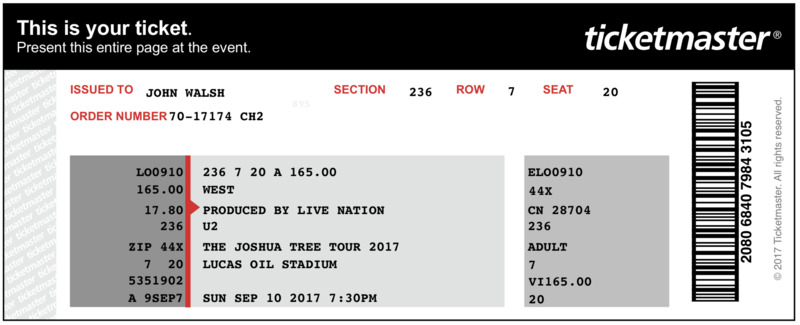 This is your ticket.
Present this entire page at the event.
ticketmaster®
ISSUED TO JOHN WALSH SECTION 236 ROW 7 SEAT 20
ORDER NUMBER 70-17174 CH2
LOO910 236 7 20 A 165.00 ELO0910
165.00 WEST 44X
17.80 PRODUCED BY LIVE NATION CN 28704
236 U2 236
ZIP 44X THE JOSHUA TREE TOUR 2017 ADULT
7 20 LUCAS OIL STADIUM 7
5351902 VI165.00
A 9SEP7 SUN SEP 10 2017 7:30PM 20
2080 6840 7984 3105
© 2017 Ticketmaster. All rights reserved.